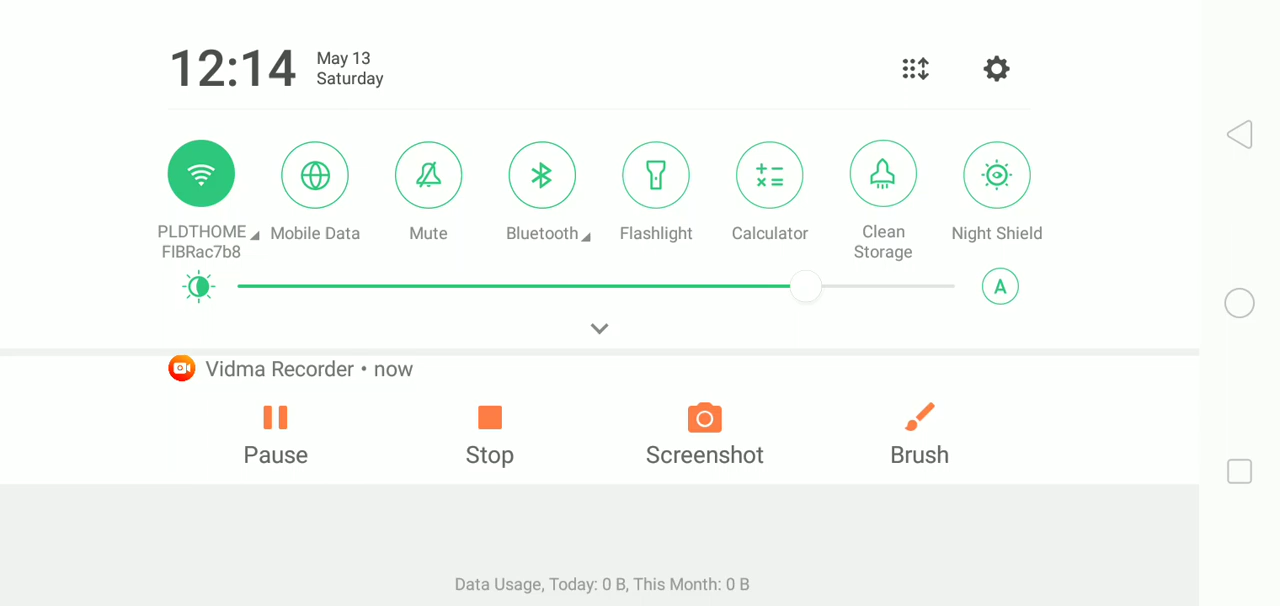 12:14
May 13
Saturday
PLDTHOME
FIBRac7b8
Mobile Data
Mute
Bluetooth
Flashlight
Calculator
Clean
Storage
Night Shield
A
Vidma Recorder • now
Pause
Stop
Screenshot
Brush
Data Usage, Today: 0 B, This Month: 0 B